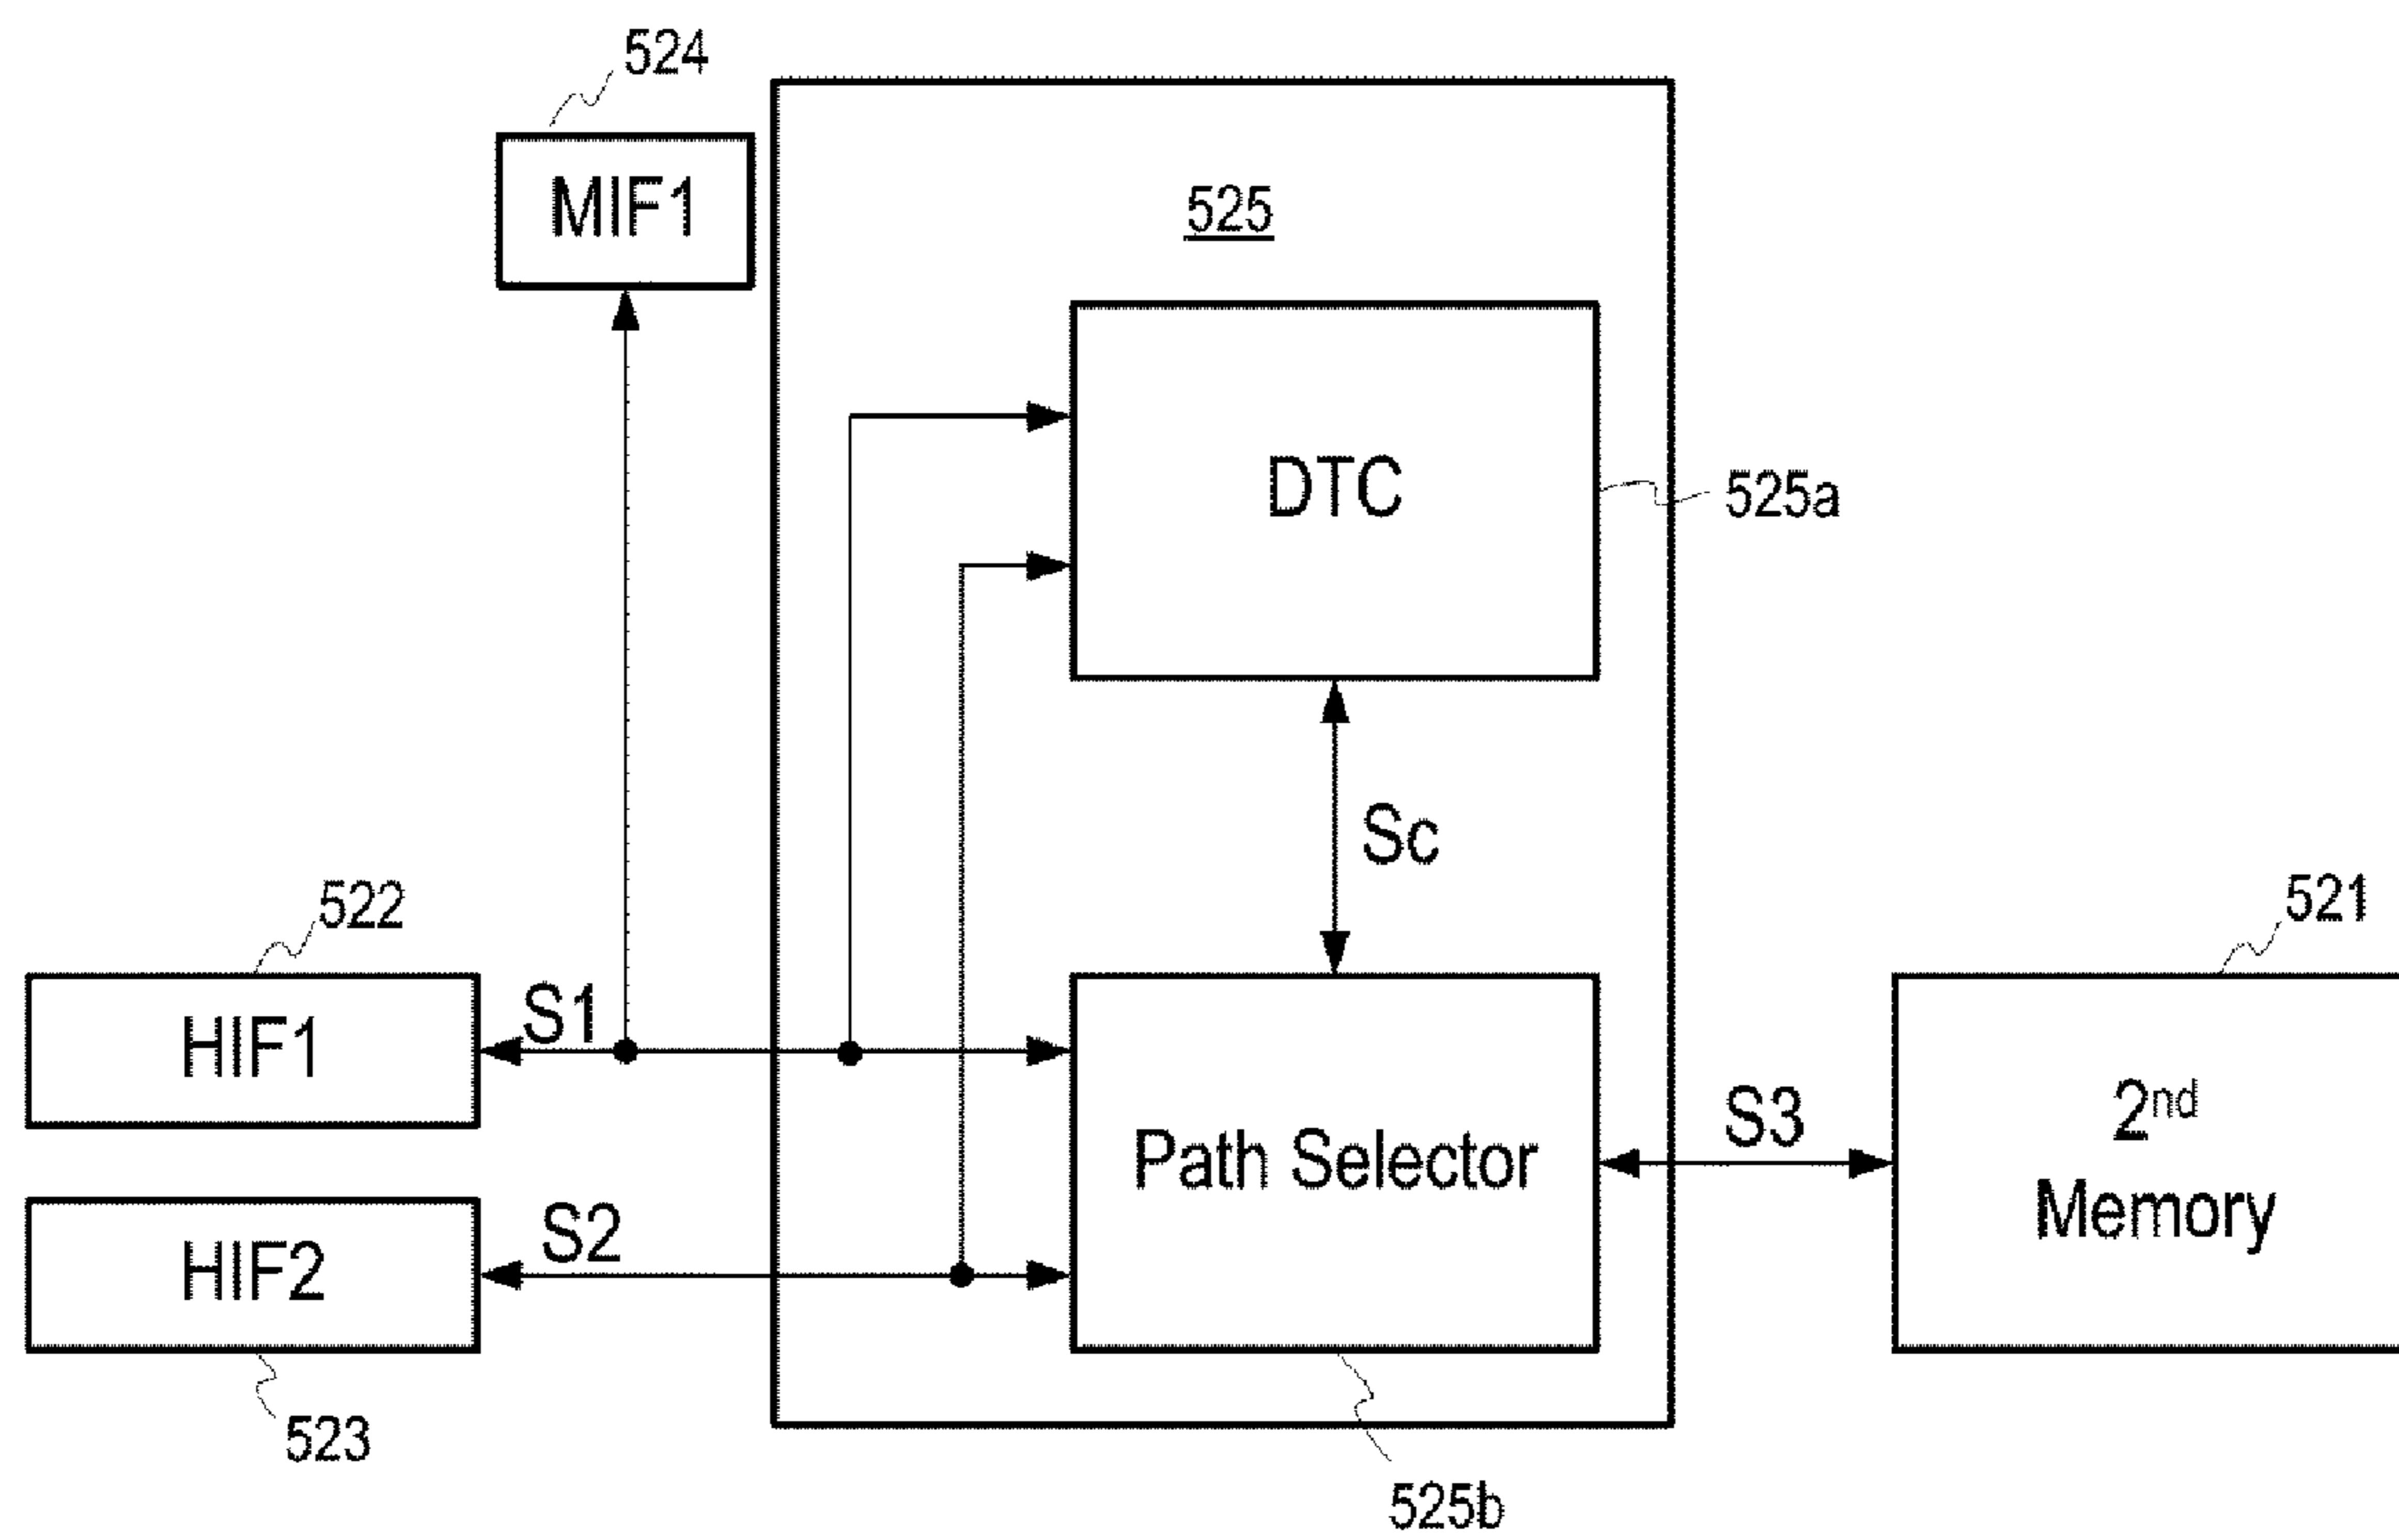 524
MIF1
525
DTC
525a
Sc
522
HIF1
S1
521
2nd
Memory
S3
Path Selector
HIF2
S2
523
525b